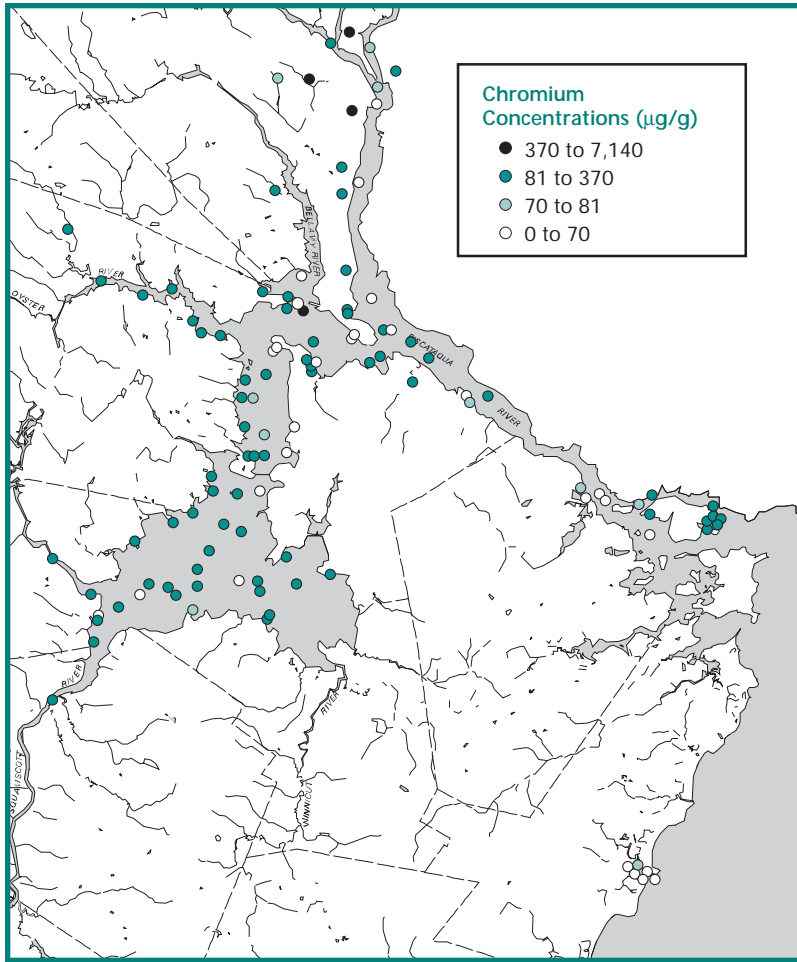 Chromium
Concentrations (µg/g)
370 to 7,140
81 to 370
70 to 81
0 to 70
BELLAMY RIVER
RIVER
OYSTER
PISCATAQUA
RIVER
RIVER
SQUAMSCOTT
RIVER
WINNICUT